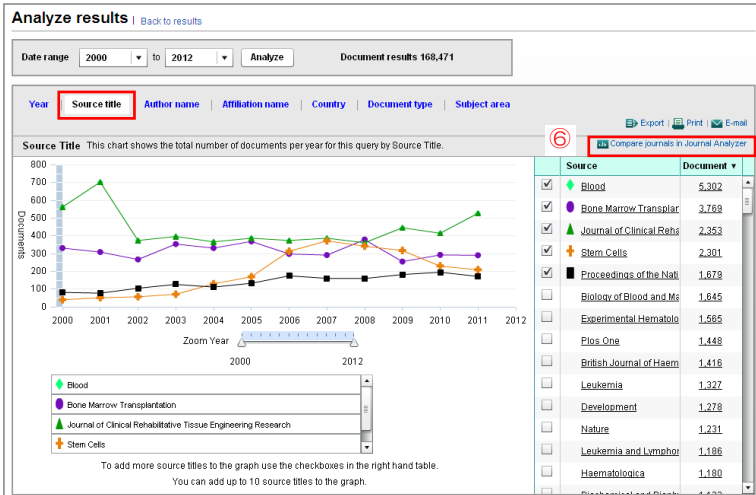 Analyze results | Back to results
Date range 2000 to 2012 Analyze Document results 168,471
Year | Source title | Author name | Affiliation name | Country | Document type | Subject area
Export | Print | E-mail
⑥ Compare journals in Journal Analyzer
Source Title This chart shows the total number of documents per year for this query by Source Title.
Source Document ▼
800
700
600
500
400
300
200
100
0
Documents
2000 2001 2002 2003 2004 2005 2006 2007 2008 2009 2010 2011 2012
Zoom Year
2000 2012
Blood
Bone Marrow Transplantation
Journal of Clinical Rehabilitative Tissue Engineering Research
Stem Cells
To add more source titles to the graph use the checkboxes in the right hand table.
You can add up to 10 source titles to the graph.
Blood 5,302
Bone Marrow Transplan 3,769
Journal of Clinical Reha 2,353
Stem Cells 2,301
Proceedings of the Nati 1,679
Biology of Blood and Ma 1,645
Experimental Hematolo 1,565
Plos One 1,448
British Journal of Haem 1,416
Leukemia 1,327
Development 1,278
Nature 1,231
Leukemia and Lymphor 1,186
Haematologica 1,180